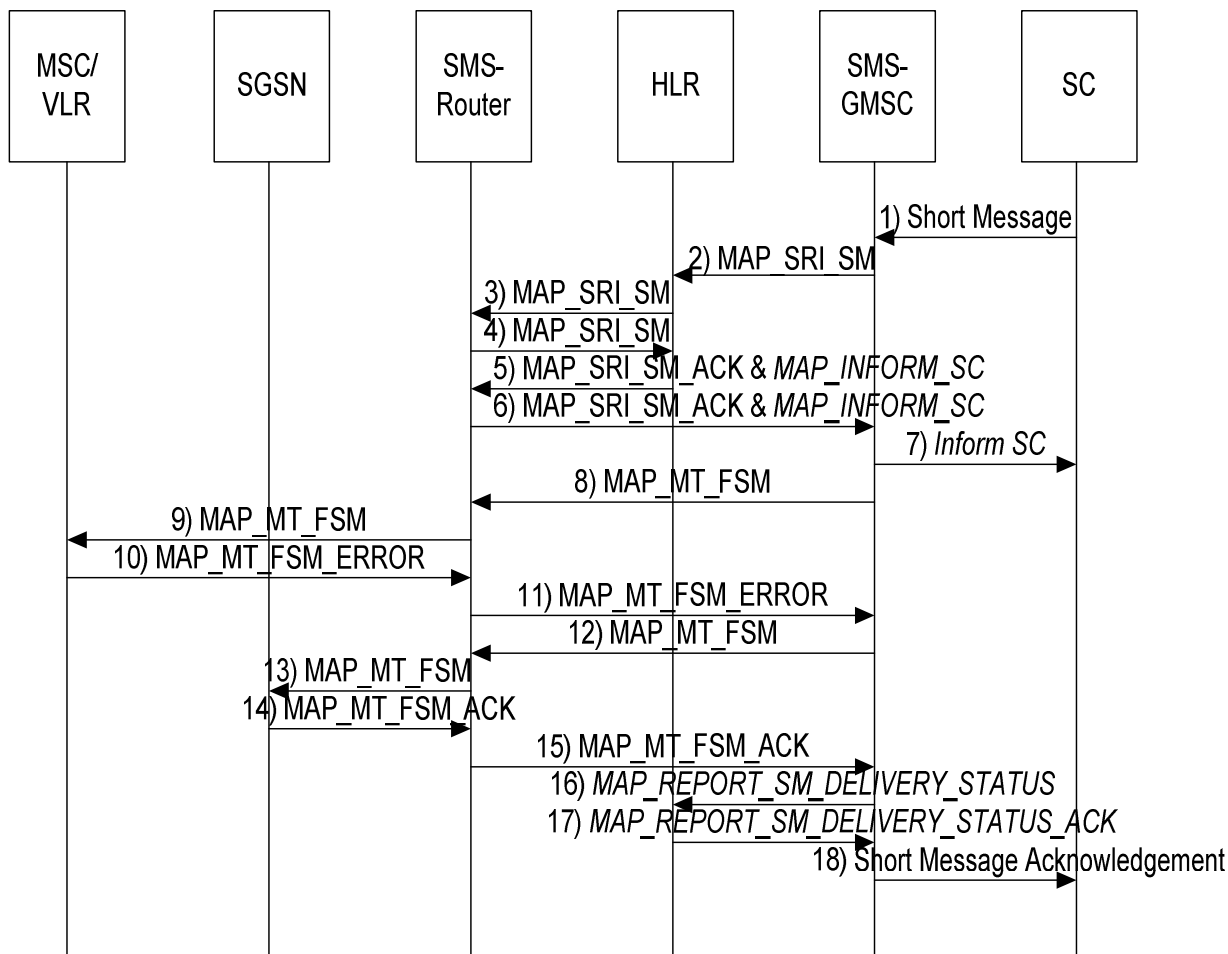 MSC/
VLR
SGSN
SMS-
Router
HLR
SMS-
GMSC
SC
1) Short Message
2) MAP_SRI_SM
3) MAP_SRI_SM
4) MAP_SRI_SM
5) MAP_SRI_SM_ACK & MAP_INFORM_SC
6) MAP_SRI_SM_ACK & MAP_INFORM_SC
7) Inform SC
8) MAP_MT_FSM
9) MAP_MT_FSM
10) MAP_MT_FSM_ERROR
11) MAP_MT_FSM_ERROR
12) MAP_MT_FSM
13) MAP_MT_FSM
14) MAP_MT_FSM_ACK
15) MAP_MT_FSM_ACK
16) MAP_REPORT_SM_DELIVERY_STATUS
17) MAP_REPORT_SM_DELIVERY_STATUS_ACK
18) Short Message Acknowledgement